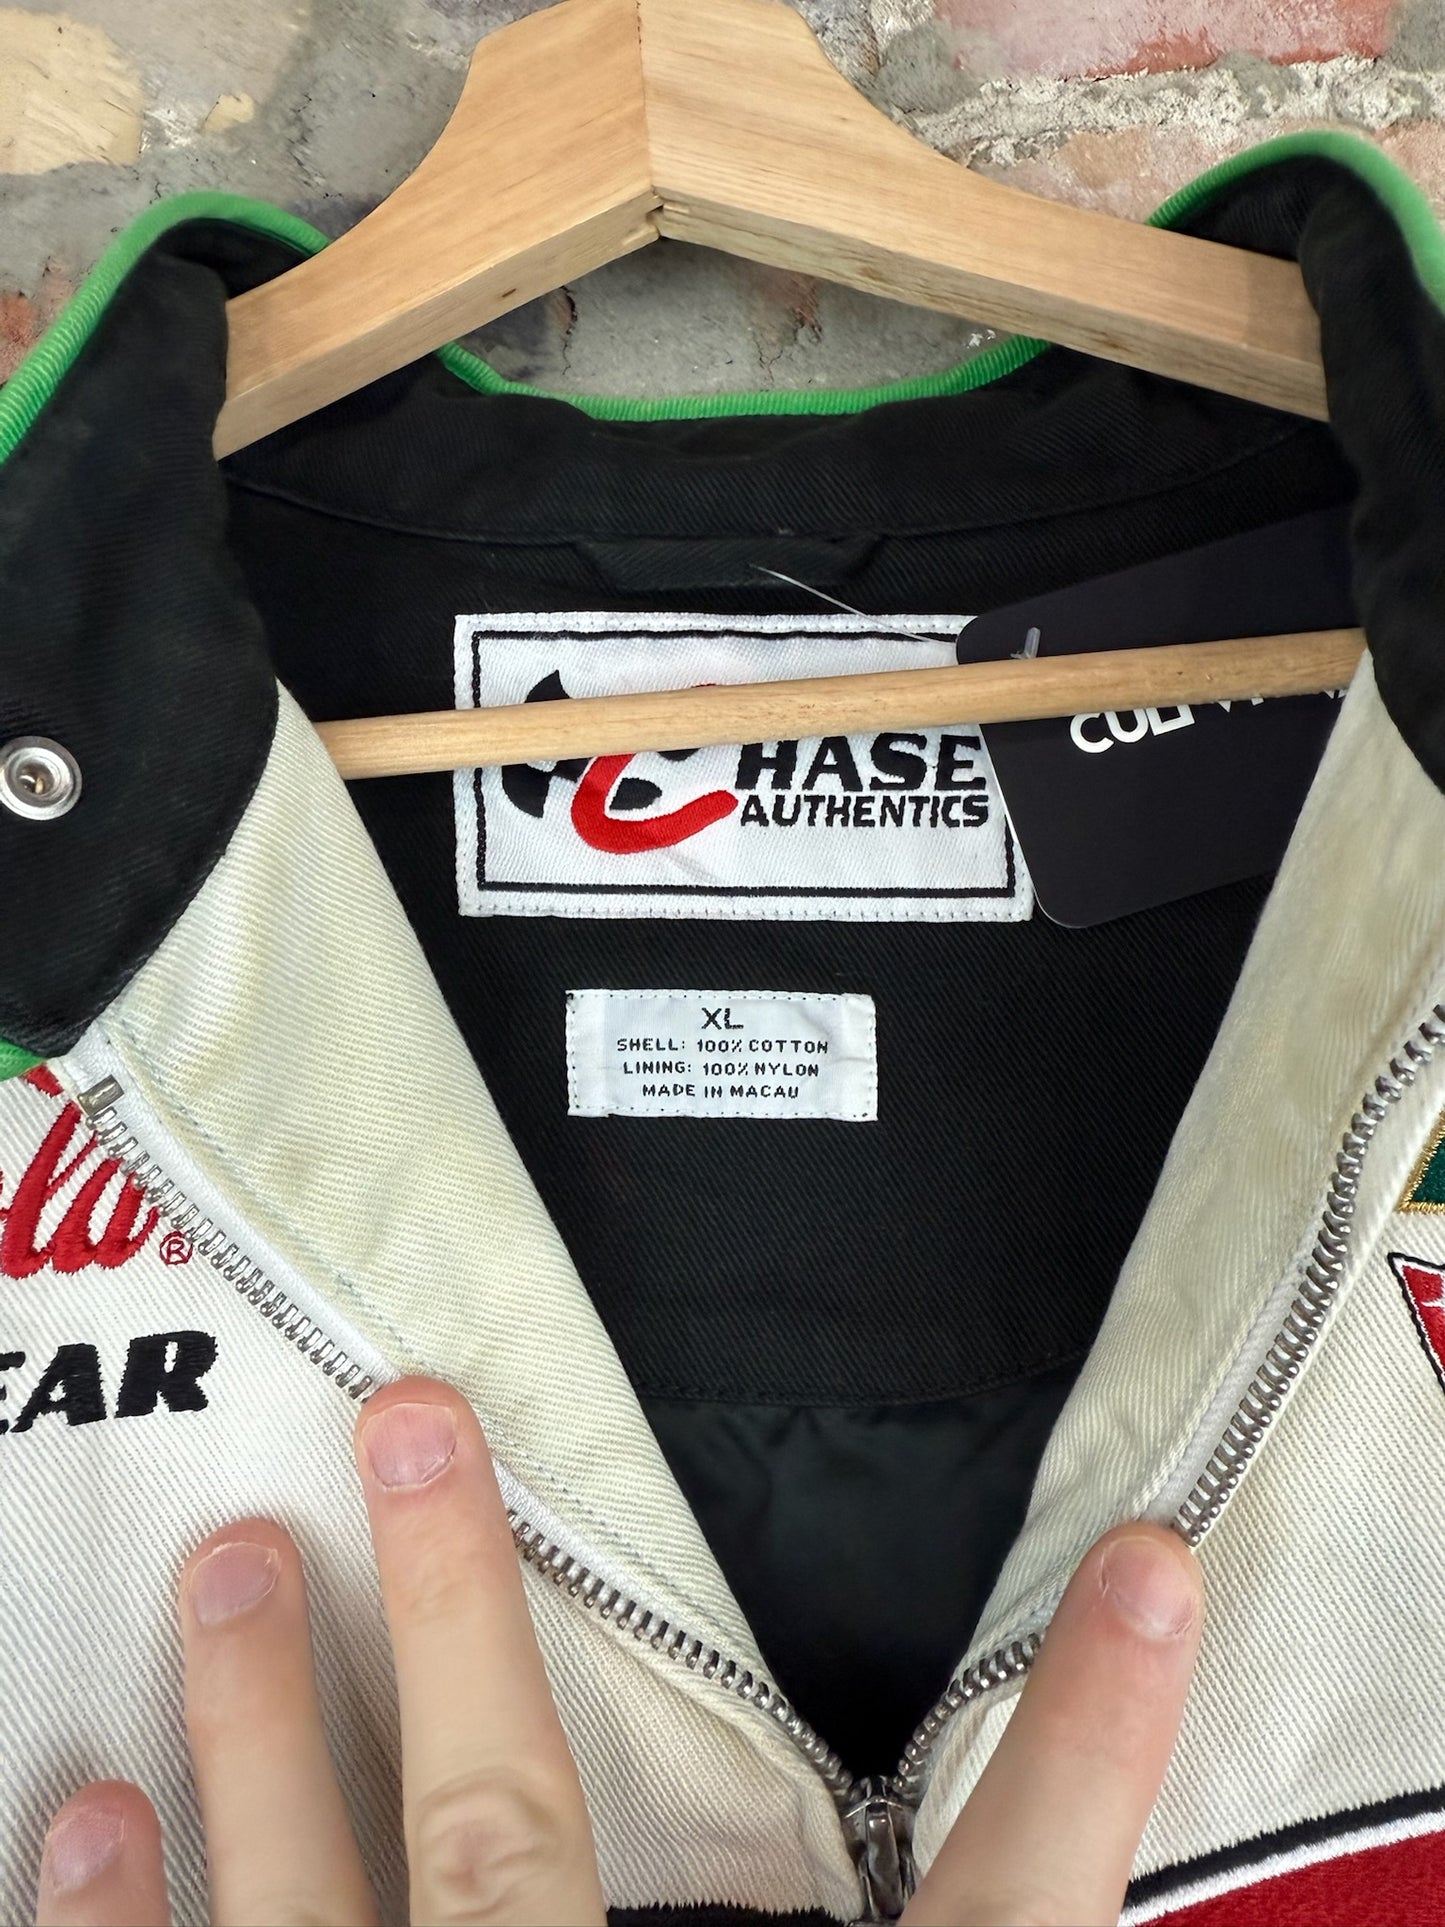 HASE
AUTHENTICS
XL
SHELL: 100% COTTON
LINING: 100% NYLON
MADE IN MACAU
®
EAR